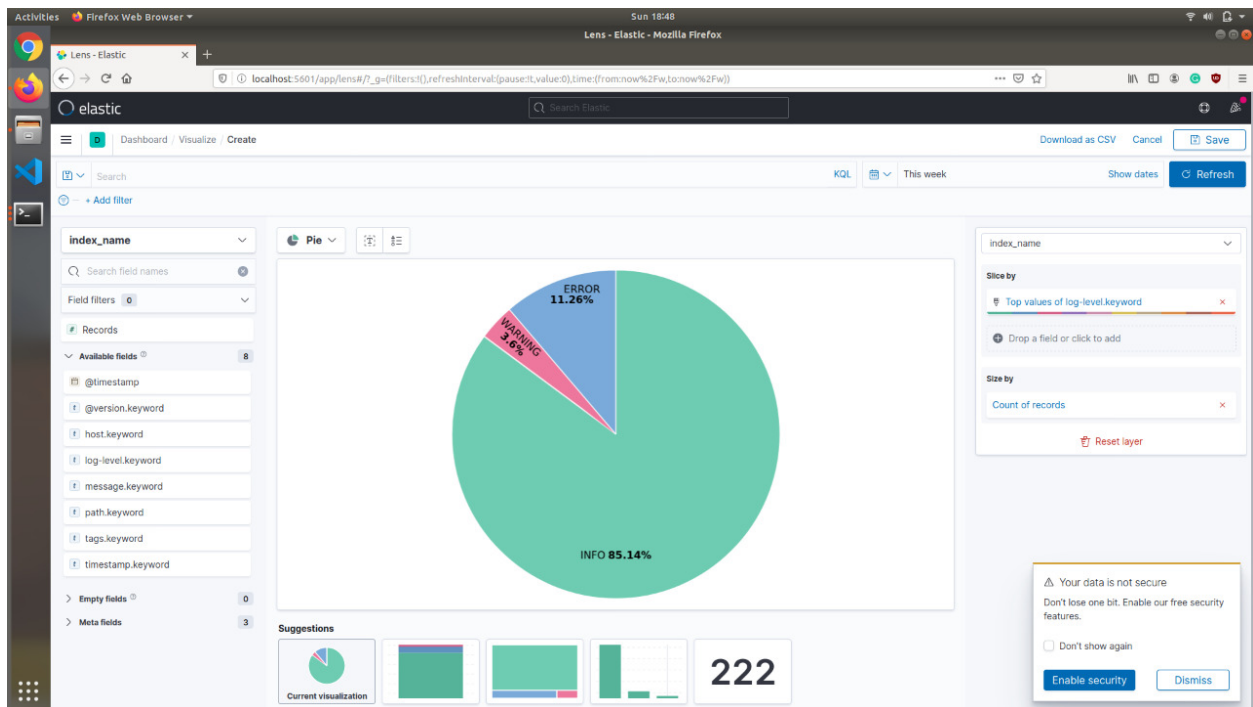 Activities Firefox Web Browser Sun 18:48
Lens - Elastic - Mozilla Firefox
Lens - Elastic
localhost:5601/app/lens#/?_g=(filters:!(),refreshInterval:(pause:!t,value:0),time:(from:now%2Fw,to:now%2Fw))
elastic Search Elastic
D Dashboard / Visualize / Create Download as CSV Cancel Save
Search KQL This week Show dates Refresh
+ Add filter
index_name
Search field names
Field filters 0
Records
Available fields 8
@timestamp
t @version.keyword
t host.keyword
t log-level.keyword
t message.keyword
t path.keyword
t tags.keyword
t timestamp.keyword
Empty fields 0
Meta fields 3
Pie
ERROR
11.26%
WARNING
3.6%
INFO 85.14%
Suggestions
Current visualization
222
index_name
Slice by
Top values of log-level.keyword
Drop a field or click to add
Size by
Count of records
Reset layer
Your data is not secure
Don't lose one bit. Enable our free security
features.
Don't show again
Enable security Dismiss